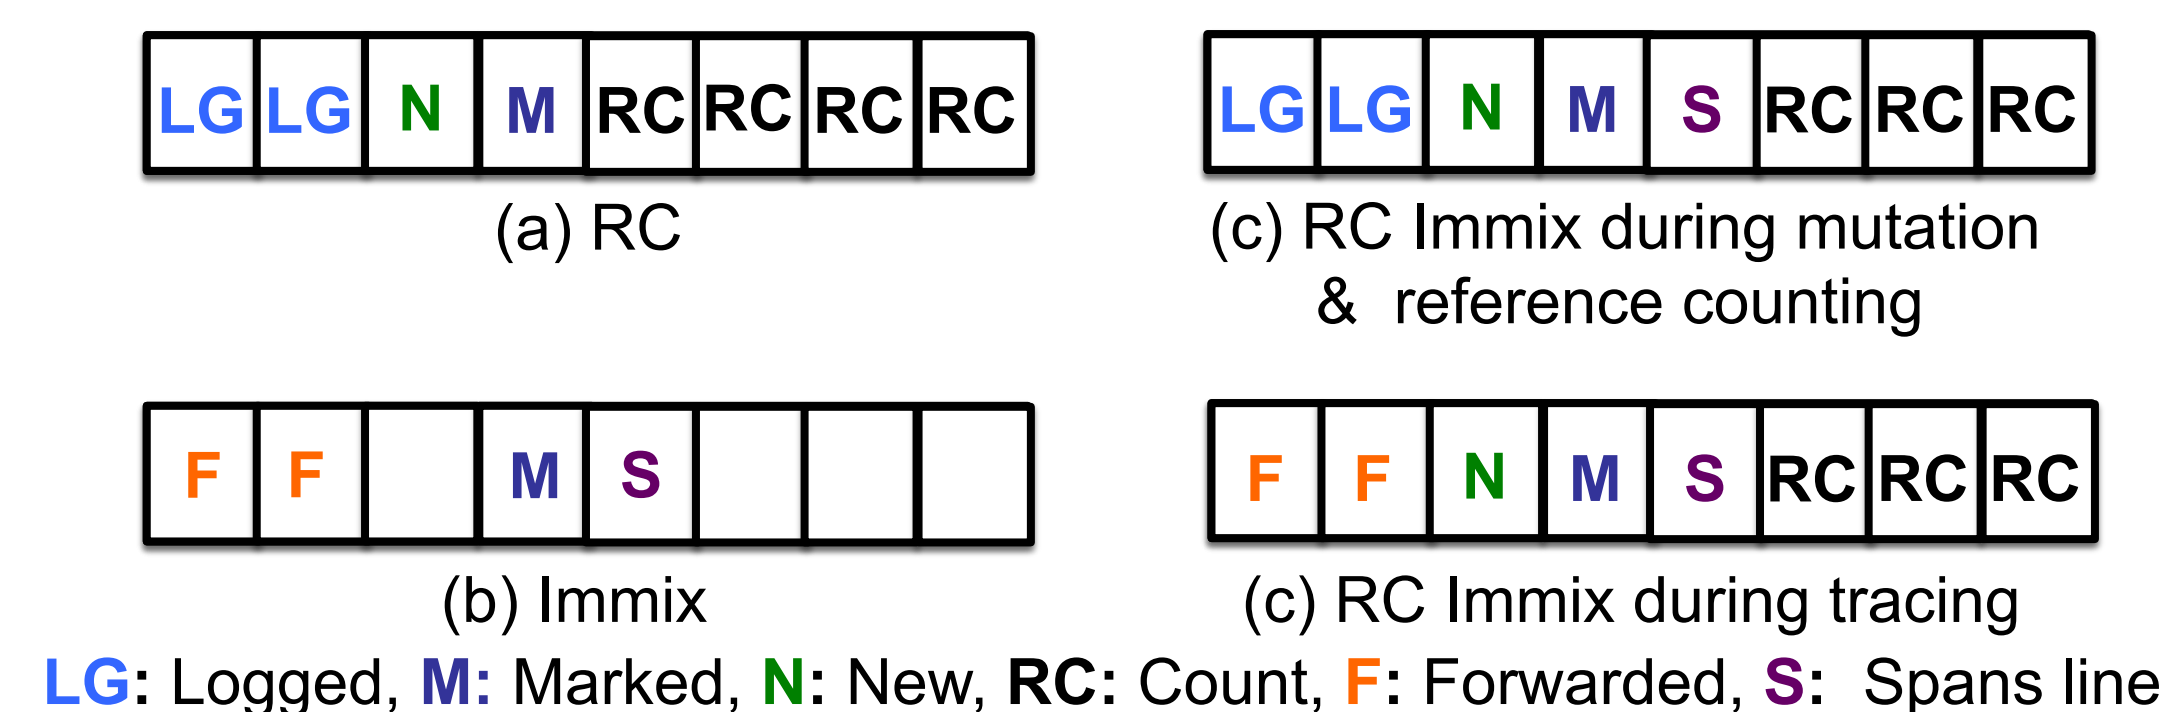 LG LG N M RC RC RC RC
(a) RC
LG LG N M S RC RC RC
(c) RC Immix during mutation
& reference counting
F F M S
(b) Immix
F F N M S RC RC RC
(c) RC Immix during tracing
LG: Logged, M: Marked, N: New, RC: Count, F: Forwarded, S: Spans line